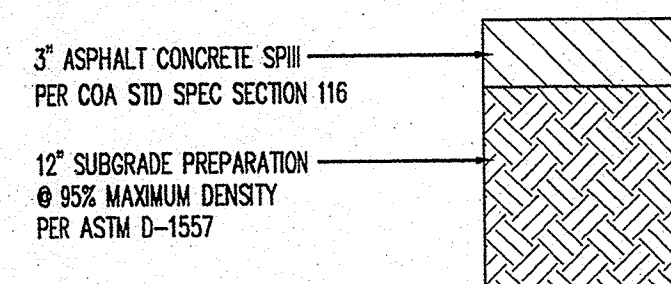 3" ASPHALT CONCRETE SPIII
PER COA STD SPEC SECTION 116
12" SUBGRADE PREPARATION
@ 95% MAXIMUM DENSITY
PER ASTM D-1557